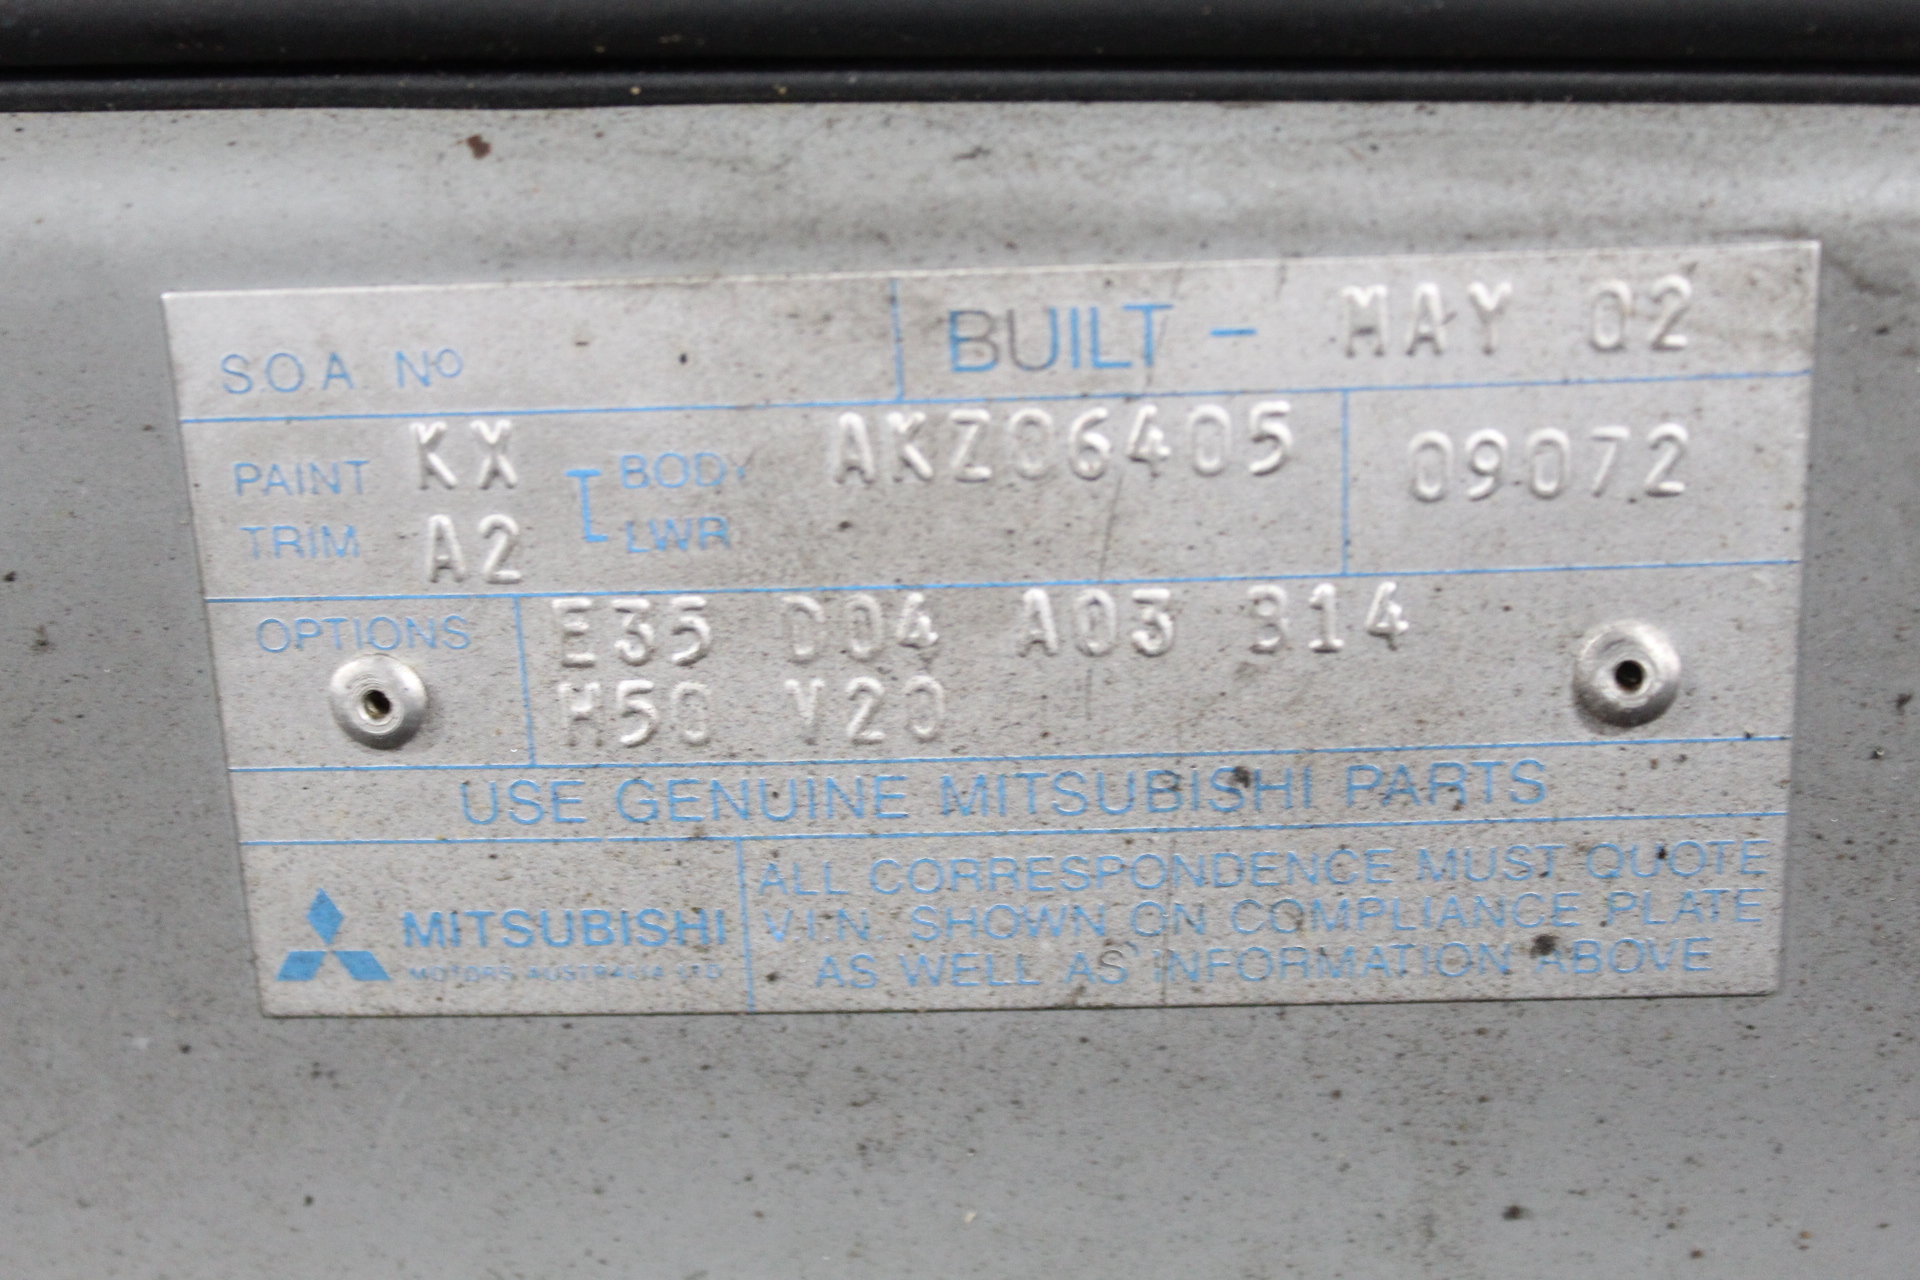 SOA No BUILT - MAY 02
PAINT KX BODY AKZ06405 09072
TRIM A2 LWR
OPTIONS E35 D04 A03 B14
H50 V20
USE GENUINE MITSUBISHI PARTS
MITSUBISHI
MOTORS AUSTRALIA LTD
ALL CORRESPONDENCE MUST QUOTE
V.I.N. SHOWN ON COMPLIANCE PLATE
AS WELL AS INFORMATION ABOVE